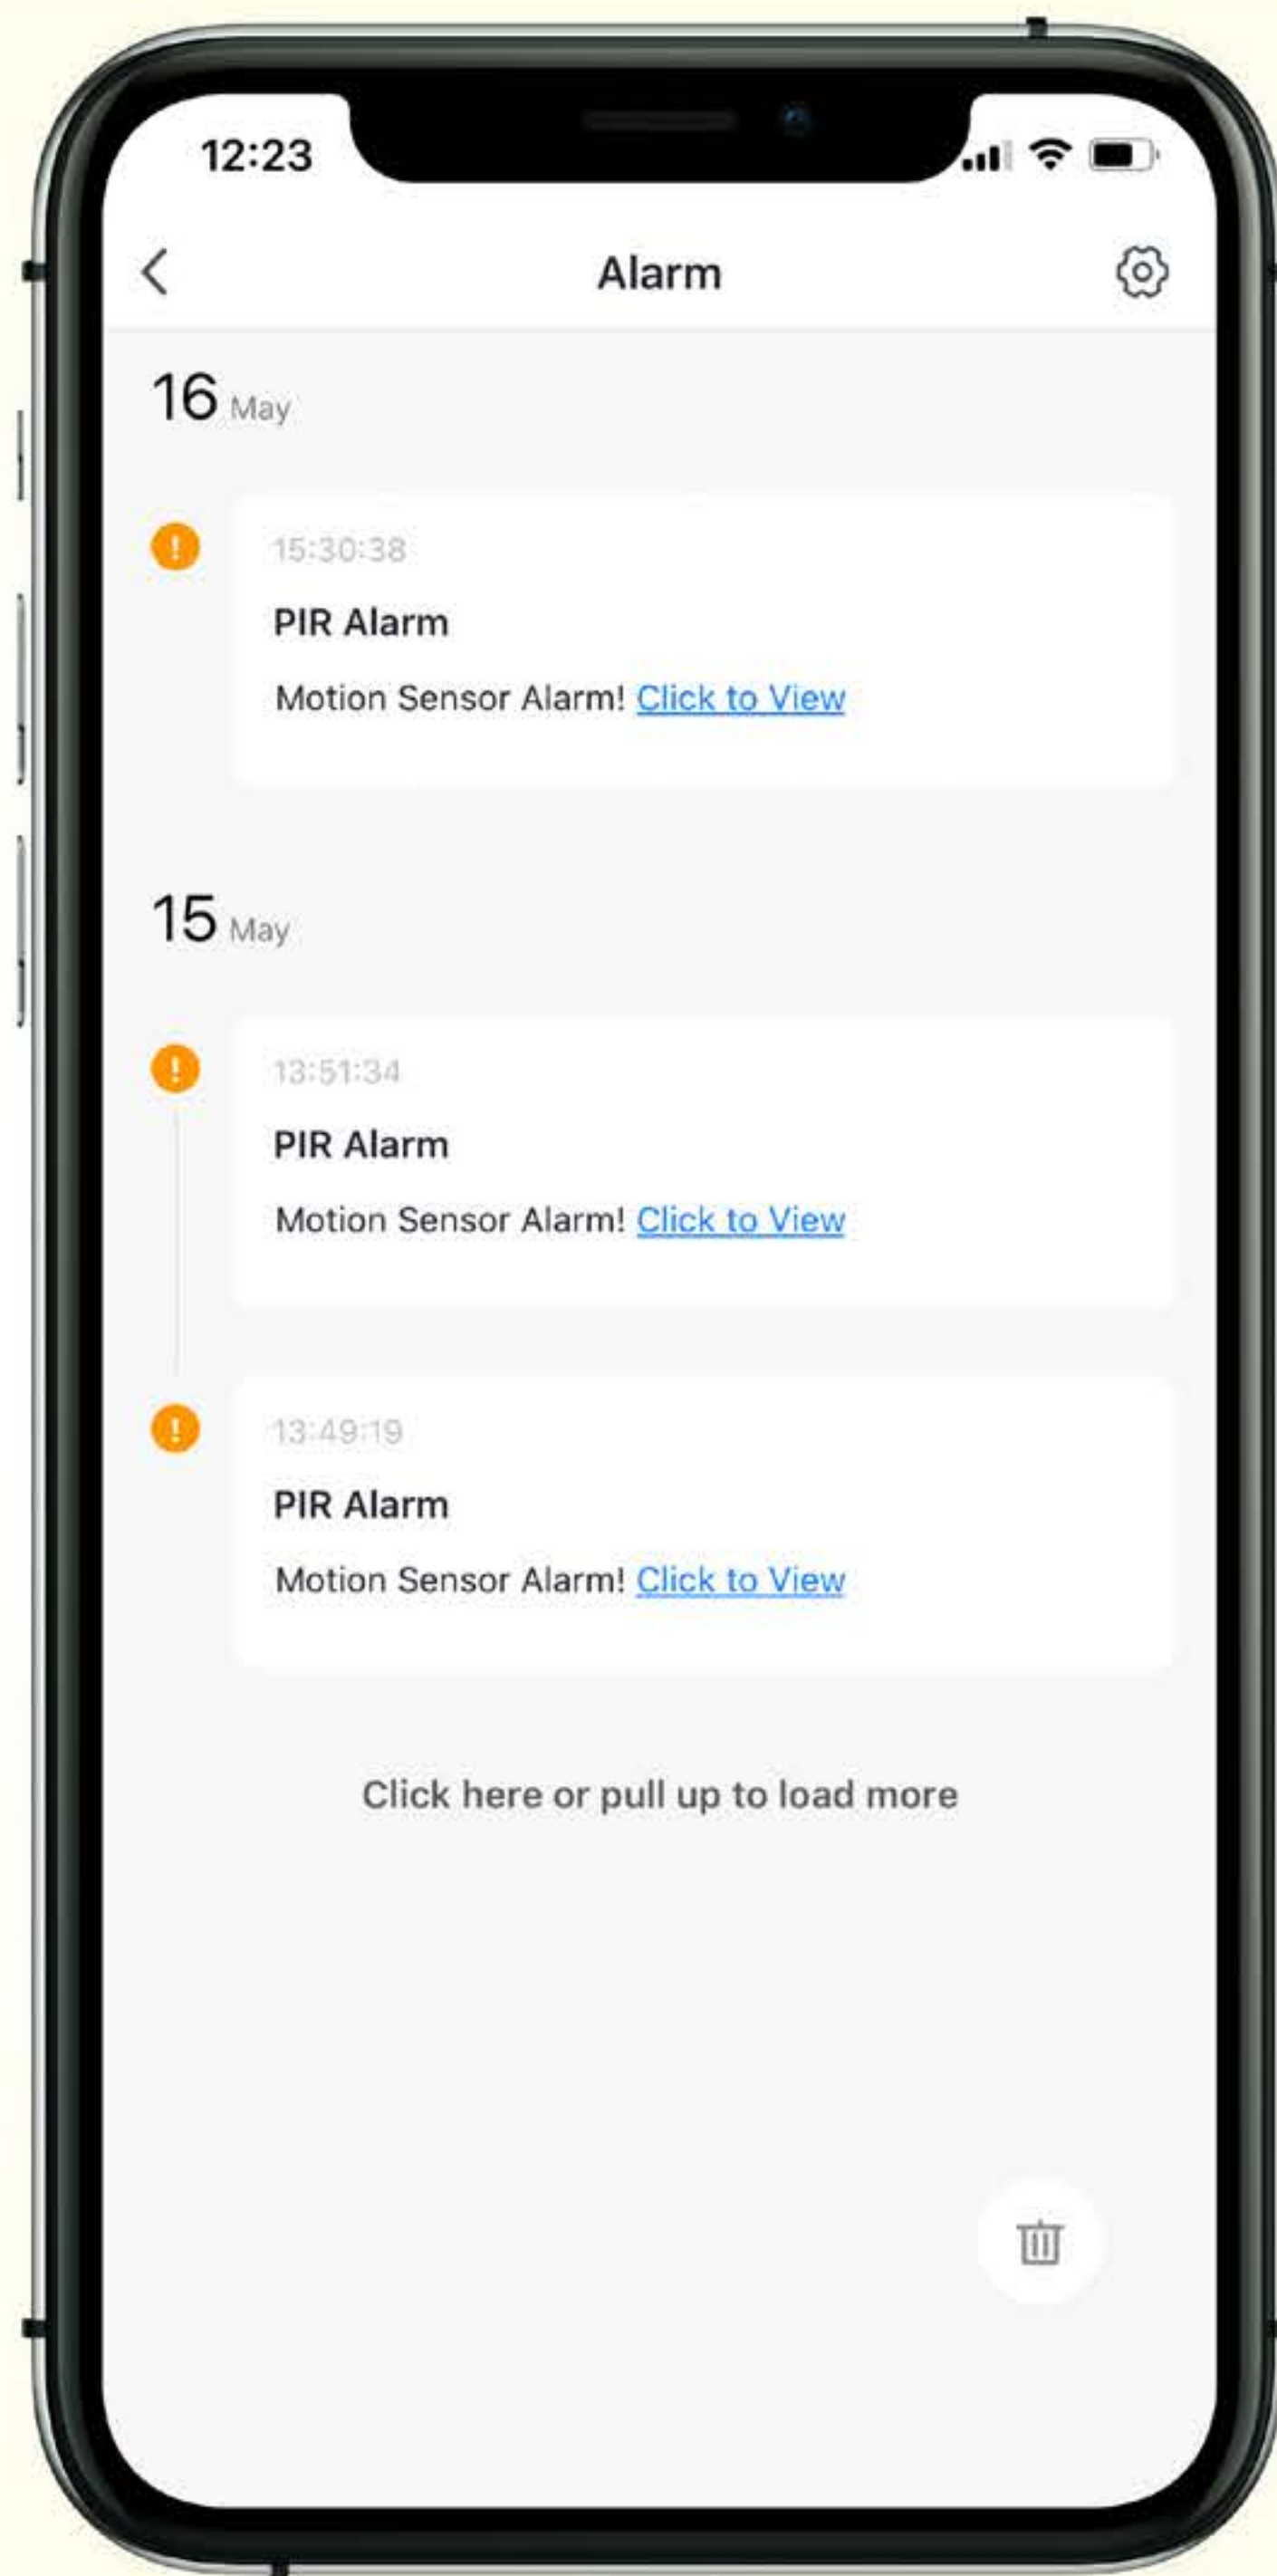 12:23
Alarm
16 May
15:30:38
PIR Alarm
Motion Sensor Alarm! Click to View
15 May
13:51:34
PIR Alarm
Motion Sensor Alarm! Click to View
13:49:19
PIR Alarm
Motion Sensor Alarm! Click to View
Click here or pull up to load more